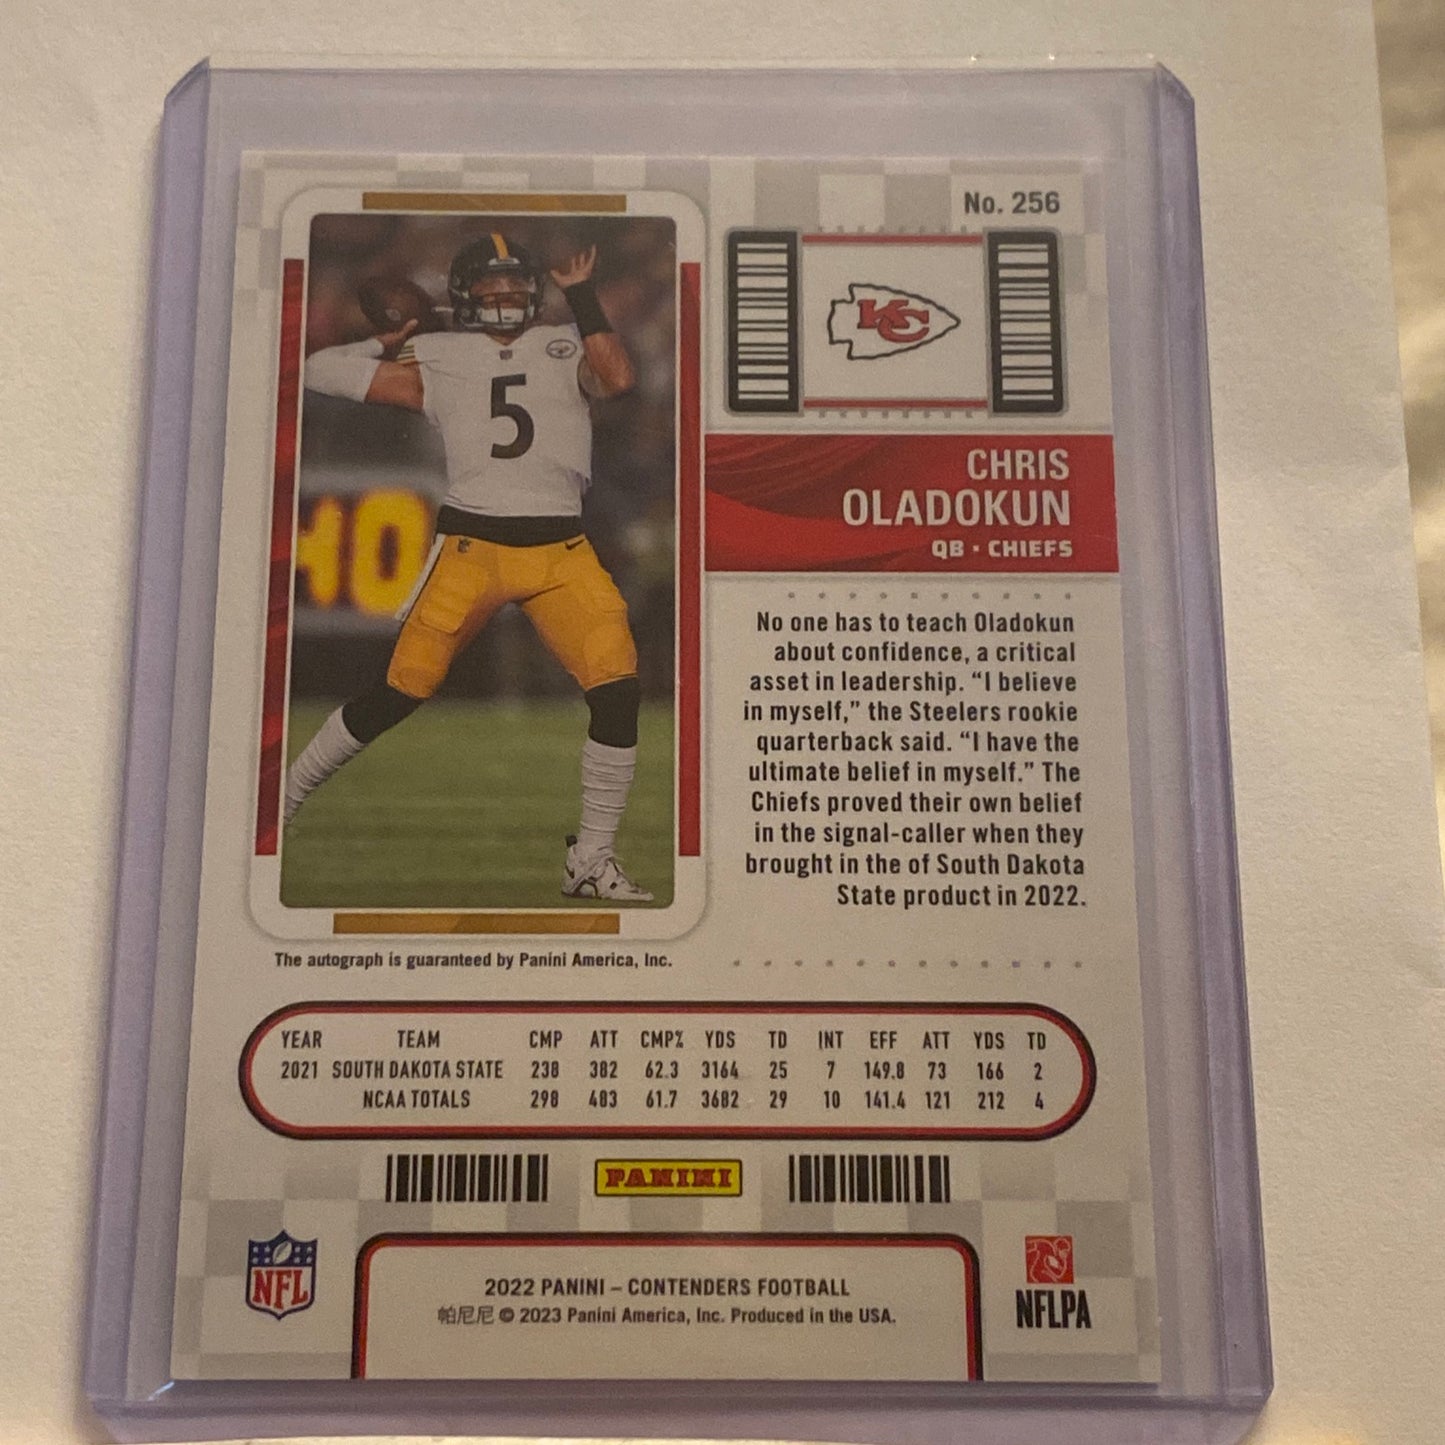 No. 256
KC
5
HO
CHRIS
OLADOKUN
QB · CHIEFS
No one has to teach Oladokun
about confidence, a critical
asset in leadership. “I believe
in myself,” the Steelers rookie
quarterback said. “I have the
ultimate belief in myself.” The
Chiefs proved their own belief
in the signal-caller when they
brought in the of South Dakota
State product in 2022.
The autograph is guaranteed by Panini America, Inc.
YEAR TEAM CMP ATT CMP% YDS TD INT EFF ATT YDS TD
2021 SOUTH DAKOTA STATE 238 382 62.3 3164 25 7 149.8 73 166 2
NCAA TOTALS 298 483 61.7 3682 29 10 141.4 121 212 4
PANINI
NFL
NFLPA
2022 PANINI – CONTENDERS FOOTBALL
帕尼尼 © 2023 Panini America, Inc. Produced in the USA.